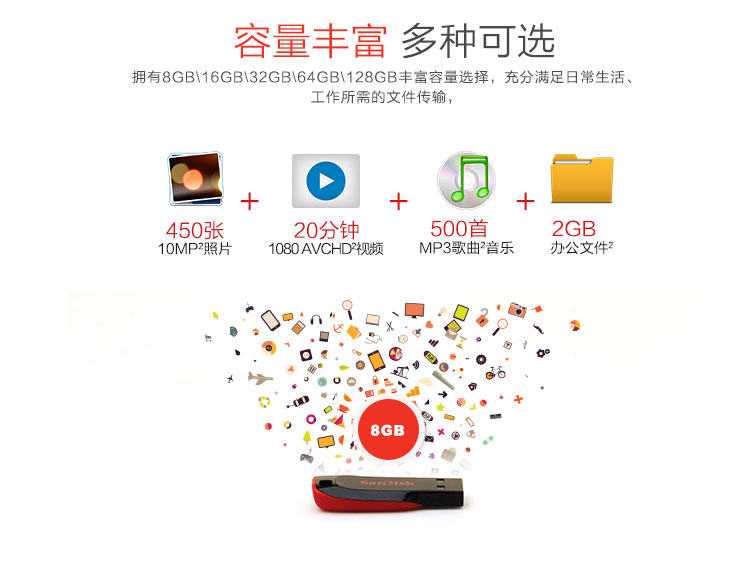 容量丰富 多种可选
拥有8GB\16GB\32GB\64GB\128GB丰富容量选择，充分满足日常生活、
工作所需的文件传输，
450张 20分钟 500首 2GB
10MP²照片 1080 AVCHD²视频 MP3歌曲²音乐 办公文件²
8GB
SanDisk